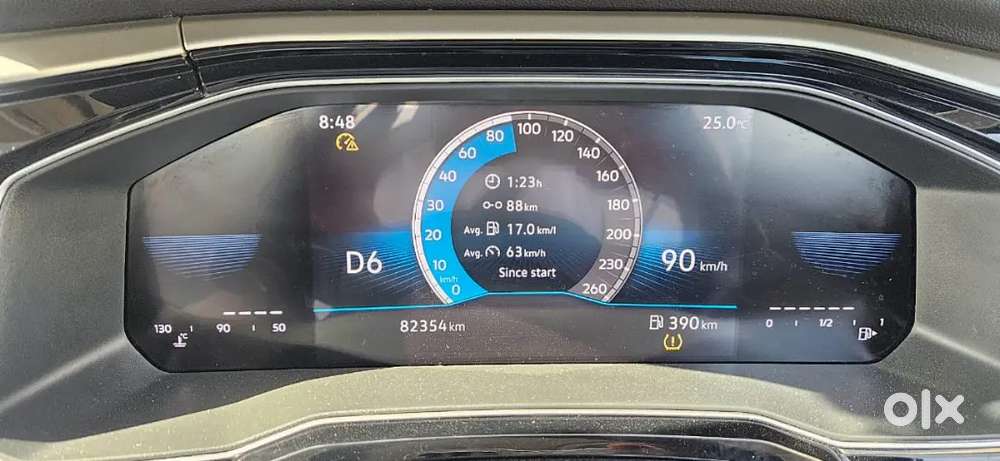 8:48
25.0°C
0 10 20 30 40 60 80 100 120 140 160 180 200 230 260
km/h
1:23h
88km
Avg. 17.0km/l
Avg. 63km/h
Since start
D6
90 km/h
130 90 50
°C
82354km
390km
0 1/2 1
olx